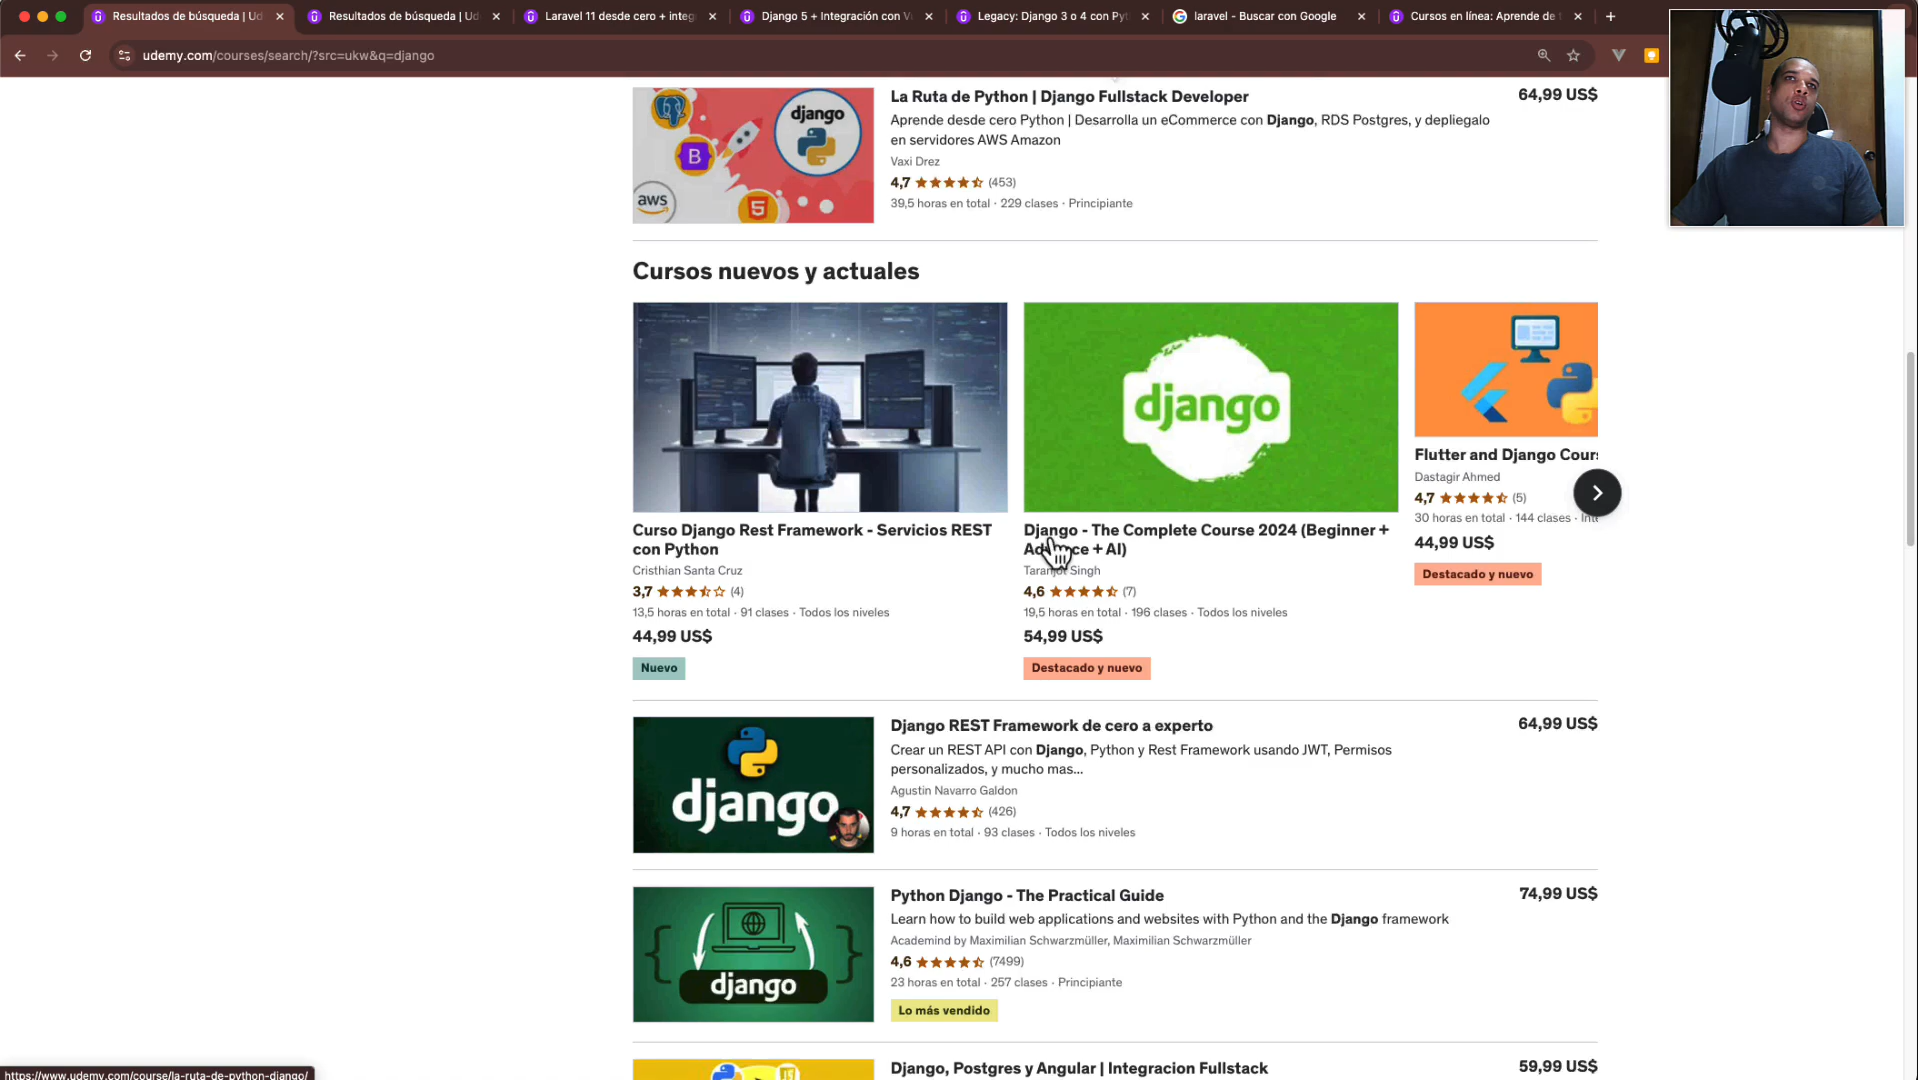 Resultados de búsqueda | Ud
Resultados de búsqueda | Ud
Laravel 11 desde cero + integ
Django 5 + Integración con V
Legacy: Django 3 o 4 con Pyt
laravel - Buscar con Google
Cursos en línea: Aprende de
udemy.com/courses/search/?src=ukw&q=django
La Ruta de Python | Django Fullstack Developer
64,99 US$
Aprende desde cero Python | Desarrolla un eCommerce con Django, RDS Postgres, y depliegalo
en servidores AWS Amazon
Vaxi Drez
4,7 (453)
39,5 horas en total · 229 clases · Principiante
django
B
aws
5
Cursos nuevos y actuales
django
Curso Django Rest Framework - Servicios REST
con Python
Cristhian Santa Cruz
3,7 (4)
13,5 horas en total · 91 clases · Todos los niveles
44,99 US$
Nuevo
Django - The Complete Course 2024 (Beginner +
+ AI)
Taranjot Singh
4,6 (7)
19,5 horas en total · 196 clases · Todos los niveles
54,99 US$
Destacado y nuevo
Flutter and Django Cours
Dastagir Ahmed
4,7 (5)
30 horas en total · 144 clases · Int
44,99 US$
Destacado y nuevo
django
Django REST Framework de cero a experto
64,99 US$
Crear un REST API con Django, Python y Rest Framework usando JWT, Permisos
personalizados, y mucho mas...
Agustin Navarro Galdon
4,7 (426)
9 horas en total · 93 clases · Todos los niveles
django
Python Django - The Practical Guide
74,99 US$
Learn how to build web applications and websites with Python and the Django framework
Academind by Maximilian Schwarzmüller, Maximilian Schwarzmüller
4,6 (7499)
23 horas en total · 257 clases · Principiante
Lo más vendido
JS
Django, Postgres y Angular | Integracion Fullstack
59,99 US$
https://www.udemy.com/course/la-ruta-de-python-django/